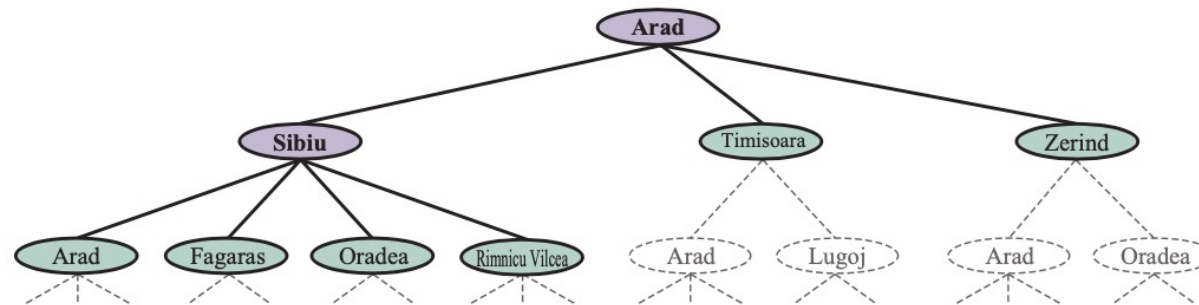 Arad
Sibiu Timisoara Zerind
Arad Fagaras Oradea Rimnicu Vilcea Arad Lugoj Arad Oradea